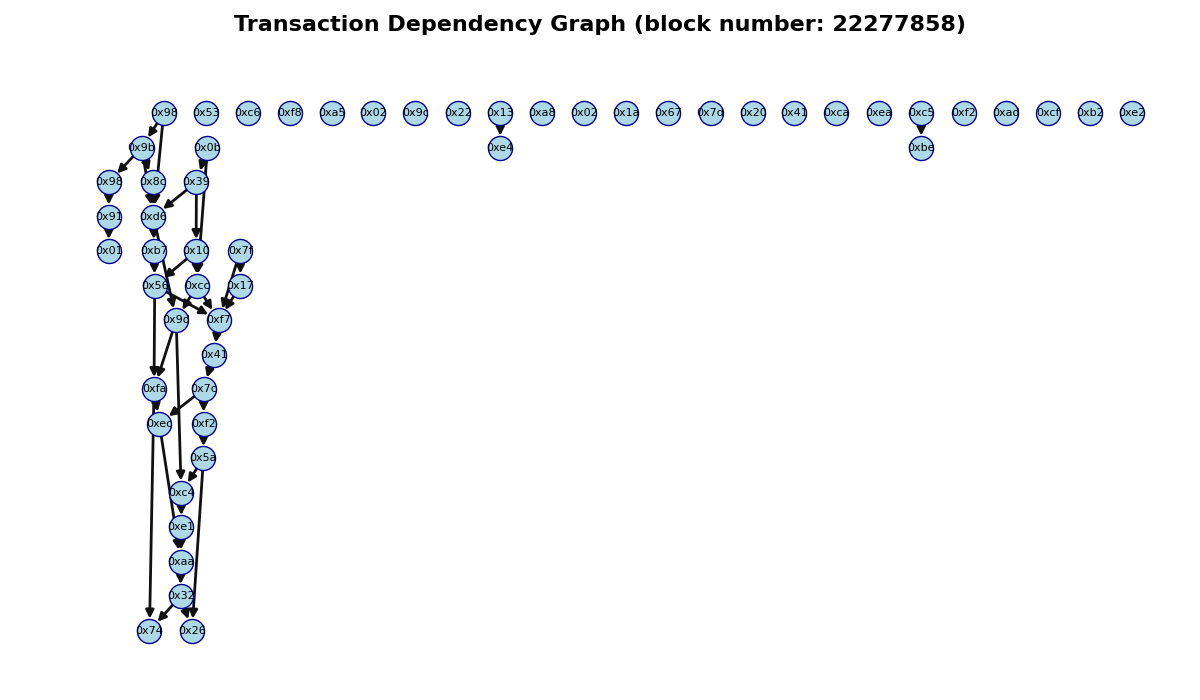 Transaction Dependency Graph (block number: 22277858)
0x98 0x53 0xc6 0xf8 0xa5 0x02 0x9c 0x22 0x13 0xa8 0x02 0x1a 0x67 0x7d 0x20 0x41 0xca 0xea 0xc5 0xf2 0xad 0xcf 0xb2 0xe2
0x9b 0x0b 0xe4 0xbe
0x98 0x8c 0x39
0x91 0xd6
0x01 0xb7 0x10 0x7f
0x56 0xcc 0x17
0x9d 0xf7
0x41
0xfa 0x7c
0xec 0xf2
0x5a
0xc4
0xe1
0xaa
0x32
0x74 0x26